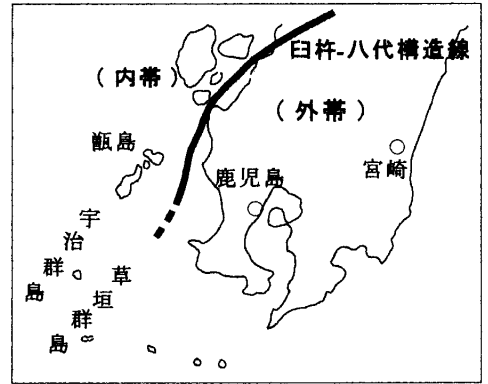 臼杵-八代構造線
（内帯）
（外帯）
甑島
鹿児島
宮崎
宇治群島
草垣群島